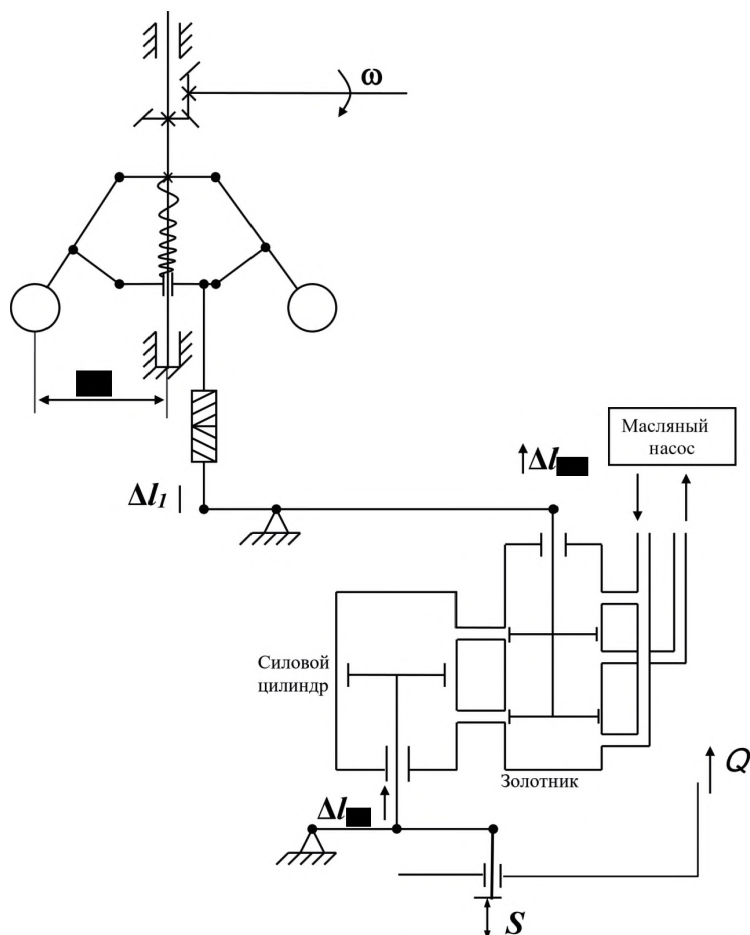 ω
Масляный
насос
Δl
Δl1
Силовой
цилиндр
Золотник
Q
Δl
S